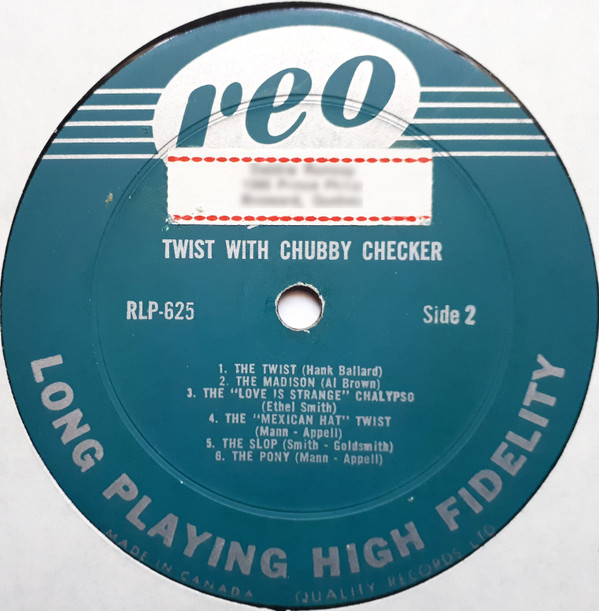 reo
TWIST WITH CHUBBY CHECKER
RLP-625
Side 2
1. THE TWIST (Hank Ballard)
2. THE MADISON (Al Brown)
3. THE "LOVE IS STRANGE" CHALYPSO
(Ethel Smith)
4. THE "MEXICAN HAT" TWIST
(Mann - Appell)
5. THE SLOP (Smith - Goldsmith)
6. THE PONY (Mann - Appell)
LONG PLAYING HIGH FIDELITY
MADE IN CANADA QUALITY RECORDS LTD